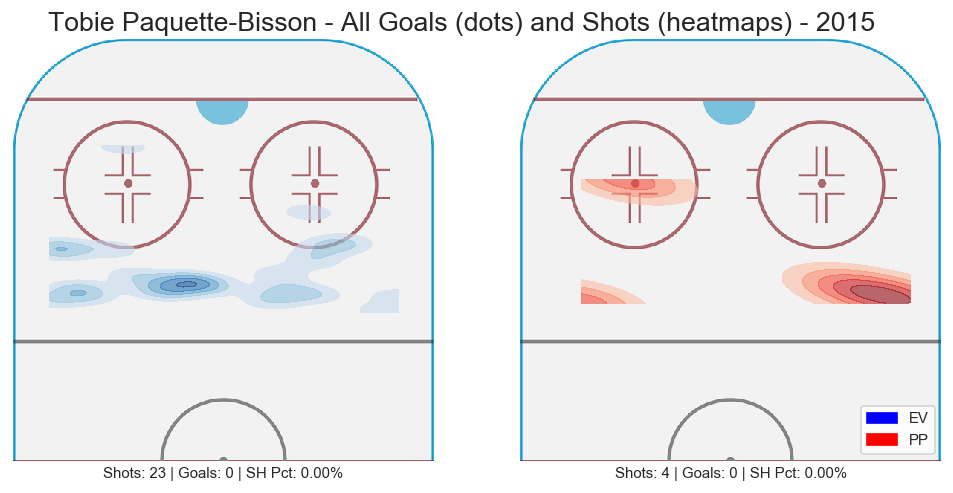 Tobie Paquette-Bisson - All Goals (dots) and Shots (heatmaps) - 2015
EV
PP
Shots: 23 | Goals: 0 | SH Pct: 0.00%
Shots: 4 | Goals: 0 | SH Pct: 0.00%